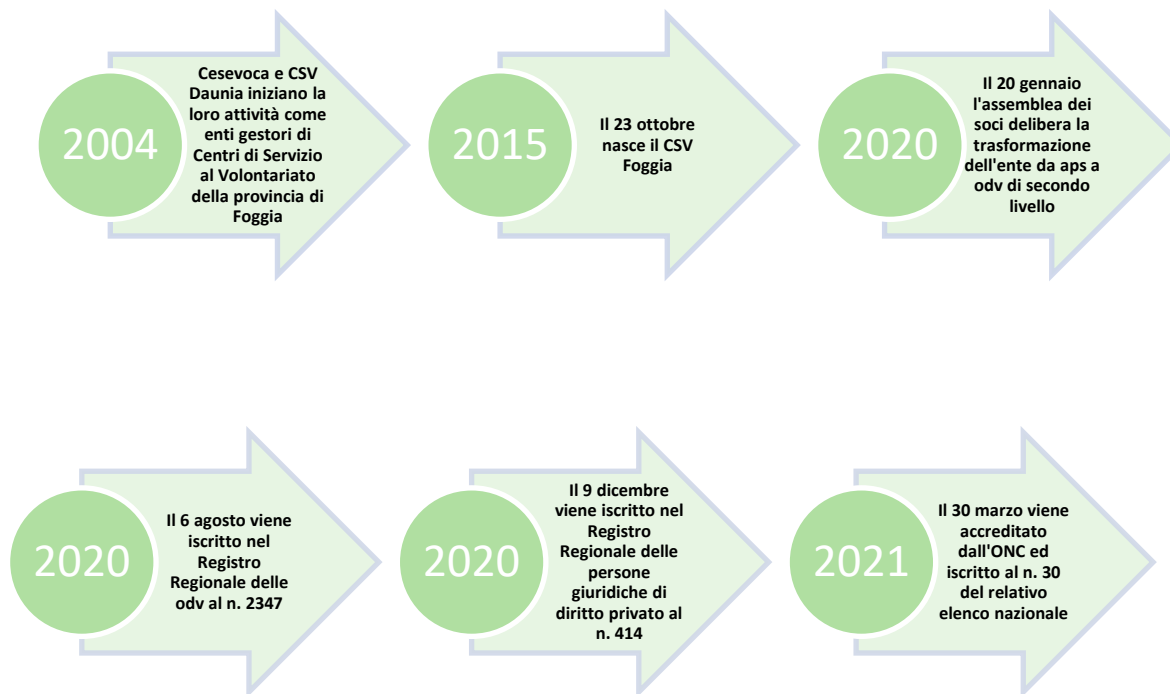 2004
Cesevoca e CSV
Daunia iniziano la
loro attività come
enti gestori di
Centri di Servizio
al Volontariato
della provincia di
Foggia
2015
Il 23 ottobre
nasce il CSV
Foggia
2020
Il 20 gennaio
l'assemblea dei
soci delibera la
trasformazione
dell'ente da aps a
odv di secondo
livello
2020
Il 6 agosto viene
iscritto nel
Registro
Regionale delle
odv al n. 2347
2020
Il 9 dicembre
viene iscritto nel
Registro
Regionale delle
persone
giuridiche di
diritto privato al
n. 414
2021
Il 30 marzo viene
accreditato
dall'ONC ed
iscritto al n. 30
del relativo
elenco nazionale